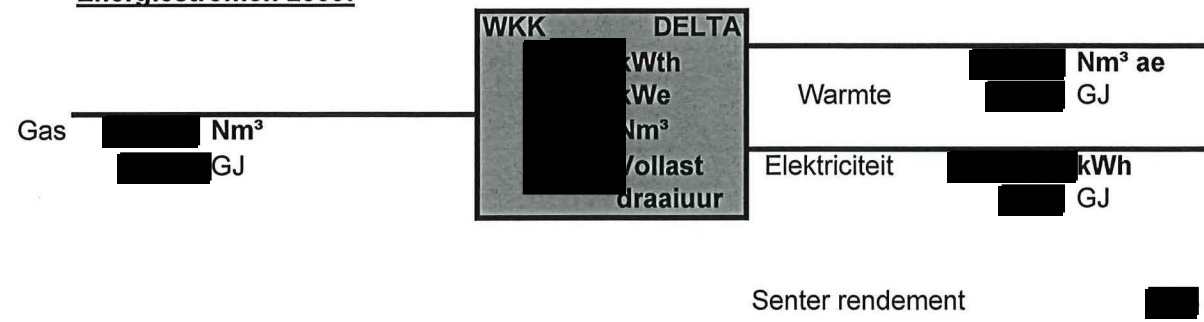 WKK DELTA
kWth
kWe
Nm³
Vollast
draaiuur
Gas Nm³
GJ
Nm³ ae
Warmte GJ
Elektriciteit kWh
GJ
Senter rendement